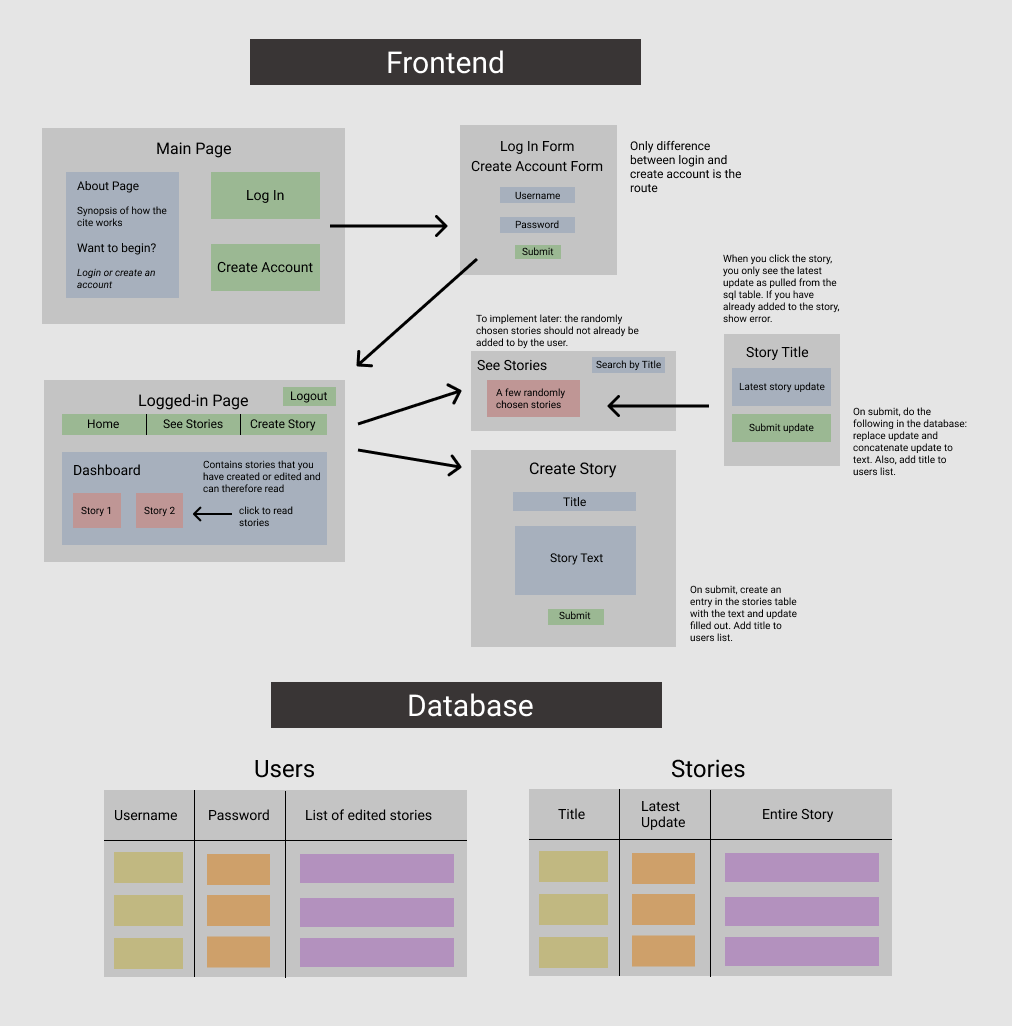 Frontend
Main Page
About Page
Synopsis of how the
cite works
Want to begin?
Login or create an
account
Log In
Create Account
Log In Form
Create Account Form
Username
Password
Submit
Only difference
between login and
create account is the
route
When you click the story,
you only see the latest
update as pulled from the
sql table. If you have
already added to the story,
show error.
To implement later: the randomly
chosen stories should not already be
added to by the user.
See Stories
Search by Title
A few randomly
chosen stories
Story Title
Latest story update
Submit update
On submit, do the
following in the database:
replace update and
concatenate update to
text. Also, add title to
users list.
Logged-in Page
Logout
Home
See Stories
Create Story
Dashboard
Contains stories that you
have created or edited and
can therefore read
Story 1
Story 2
click to read
stories
Create Story
Title
Story Text
Submit
On submit, create an
entry in the stories table
with the text and update
filled out. Add title to
users list.
Database
Users
Username
Password
List of edited stories
Stories
Title
Latest
Update
Entire Story